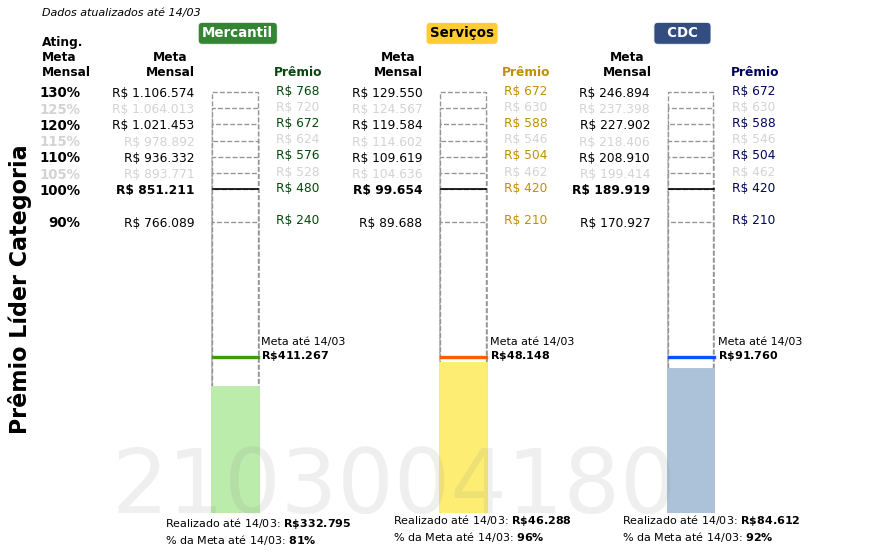 Dados atualizados até 14/03
Mercantil Serviços CDC
Ating. Meta Mensal
Meta Mensal Prêmio Meta Mensal Prêmio Meta Mensal Prêmio
130% R$ 1.106.574 R$ 768 R$ 129.550 R$ 672 R$ 246.894 R$ 672
125% R$ 1.064.013 R$ 720 R$ 124.567 R$ 630 R$ 237.398 R$ 630
120% R$ 1.021.453 R$ 672 R$ 119.584 R$ 588 R$ 227.902 R$ 588
115% R$ 978.892 R$ 624 R$ 114.602 R$ 546 R$ 218.406 R$ 546
110% R$ 936.332 R$ 576 R$ 109.619 R$ 504 R$ 208.910 R$ 504
105% R$ 893.771 R$ 528 R$ 104.636 R$ 462 R$ 199.414 R$ 462
100% R$ 851.211 R$ 480 R$ 99.654 R$ 420 R$ 189.919 R$ 420
90% R$ 766.089 R$ 240 R$ 89.688 R$ 210 R$ 170.927 R$ 210
Prêmio Líder Categoria
Meta até 14/03 Meta até 14/03 Meta até 14/03
R$411.267 R$48.148 R$91.760
2103004180
Realizado até 14/03: R$332.795 Realizado até 14/03: R$46.288 Realizado até 14/03: R$84.612
% da Meta até 14/03: 81% % da Meta até 14/03: 96% % da Meta até 14/03: 92%